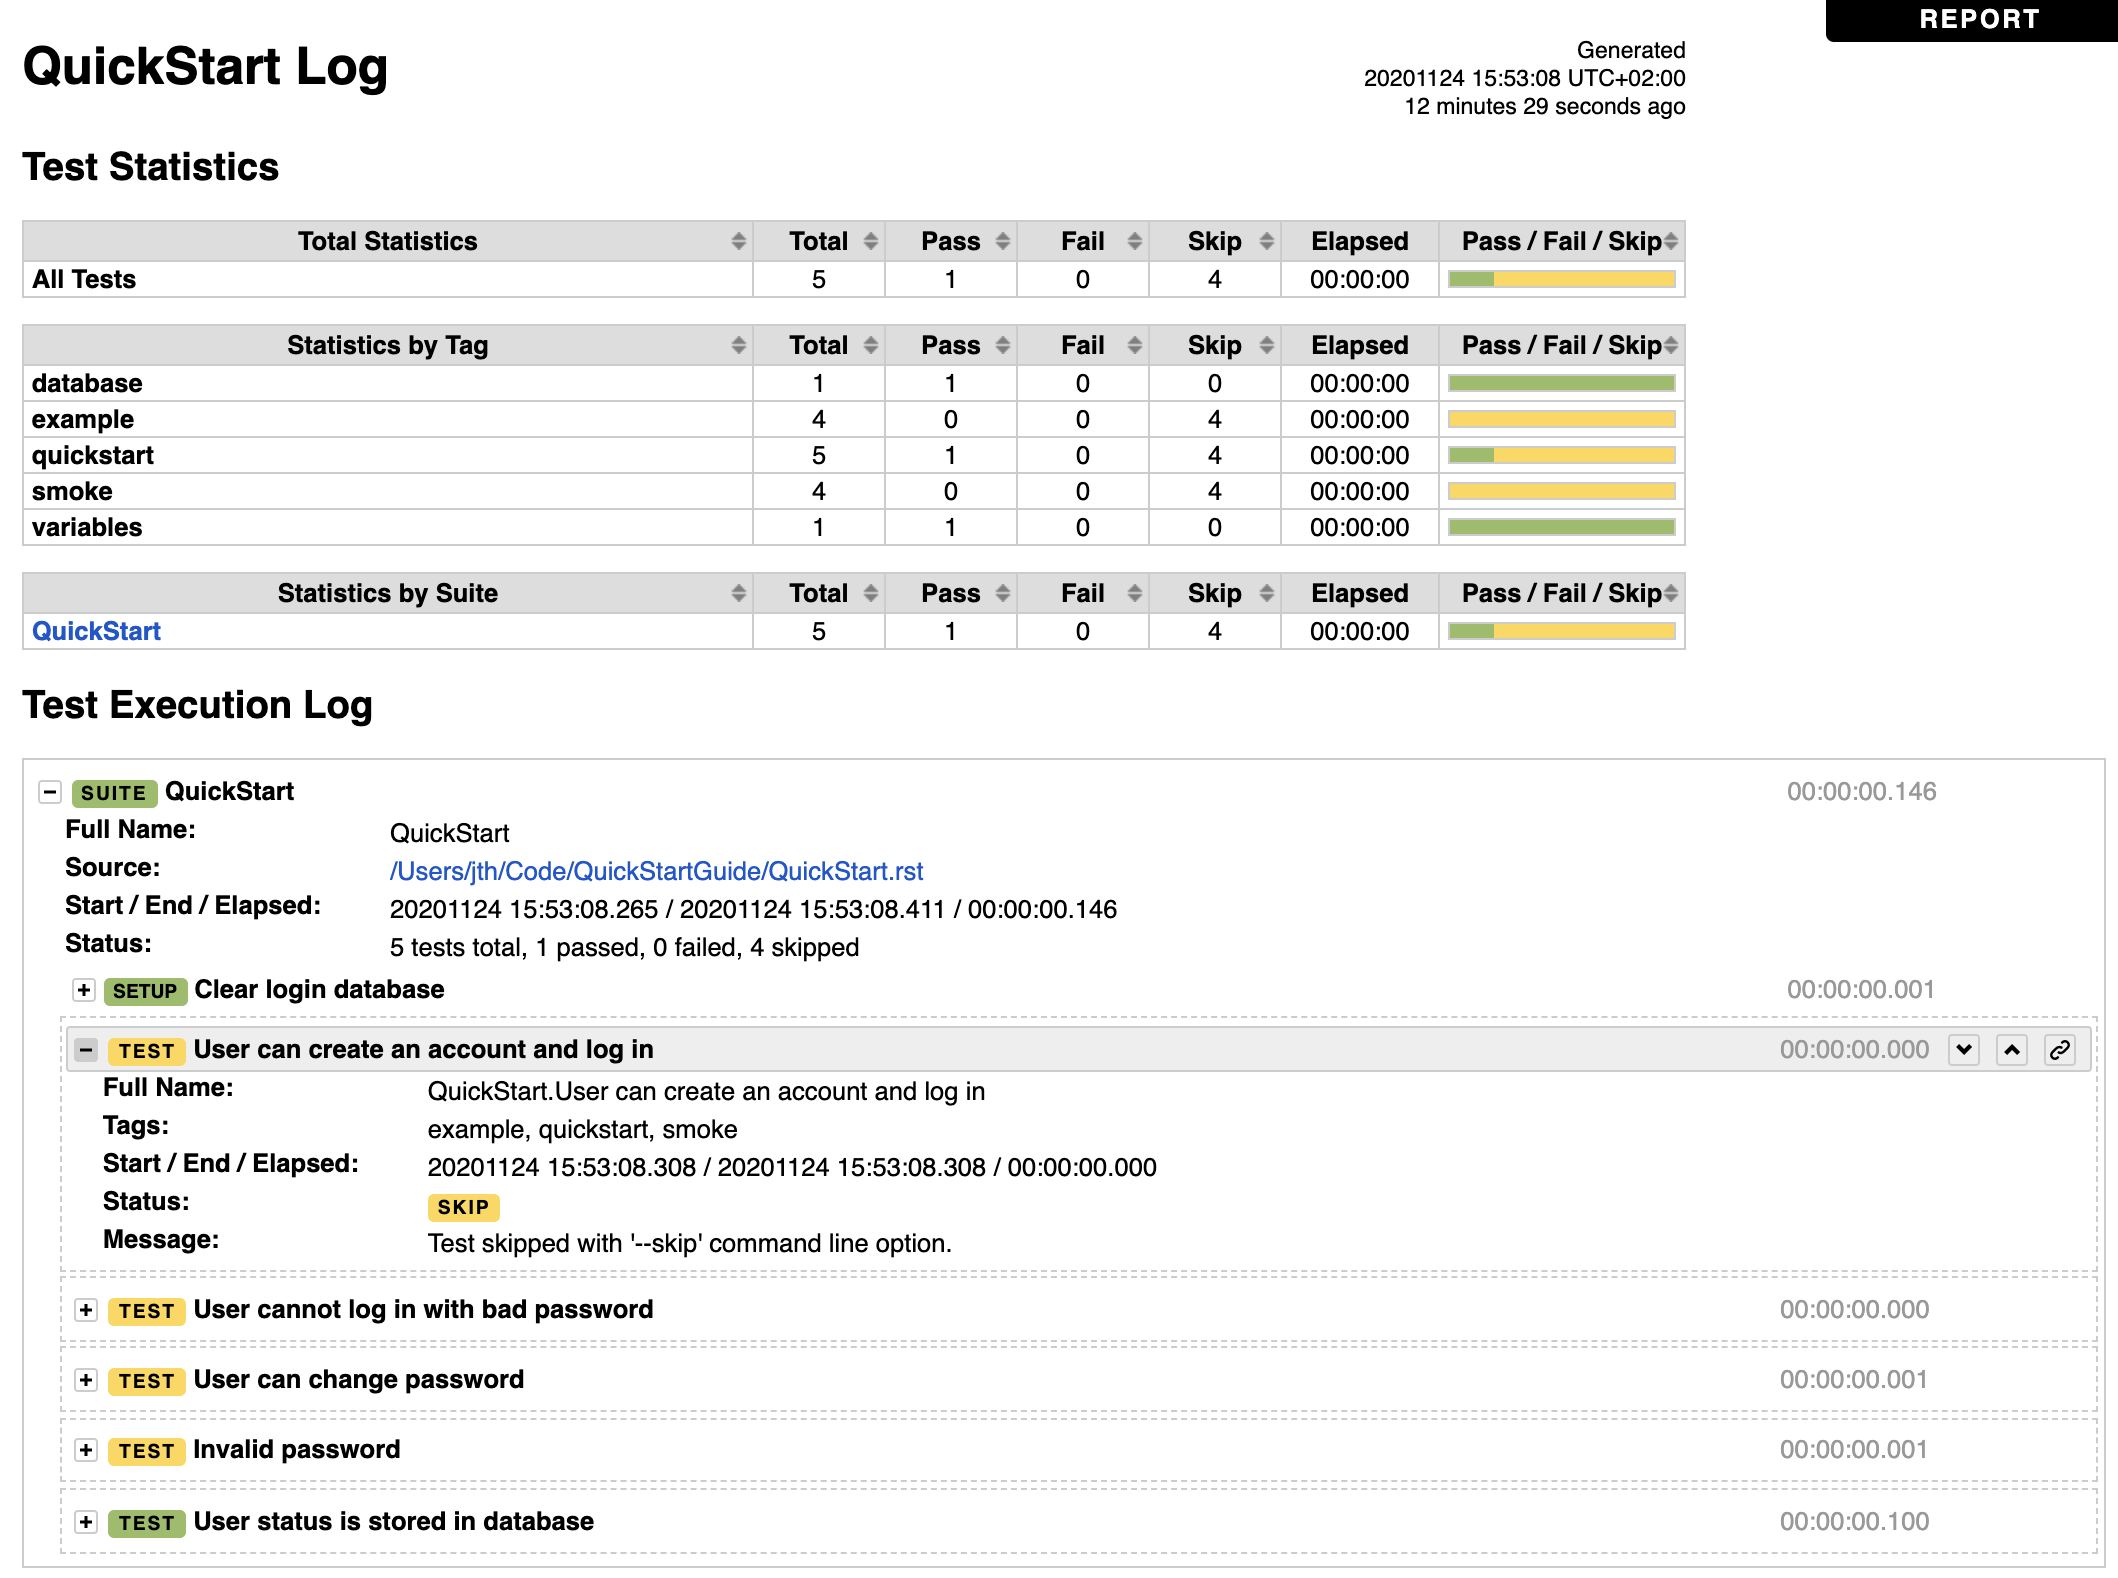 REPORT
QuickStart Log
Generated
20201124 15:53:08 UTC+02:00
12 minutes 29 seconds ago
Test Statistics
Total Statistics Total Pass Fail Skip Elapsed Pass / Fail / Skip
All Tests 5 1 0 4 00:00:00
Statistics by Tag Total Pass Fail Skip Elapsed Pass / Fail / Skip
database 1 1 0 0 00:00:00
example 4 0 0 4 00:00:00
quickstart 5 1 0 4 00:00:00
smoke 4 0 0 4 00:00:00
variables 1 1 0 0 00:00:00
Statistics by Suite Total Pass Fail Skip Elapsed Pass / Fail / Skip
QuickStart 5 1 0 4 00:00:00
Test Execution Log
SUITE QuickStart 00:00:00.146
Full Name: QuickStart
Source: /Users/jth/Code/QuickStartGuide/QuickStart.rst
Start / End / Elapsed: 20201124 15:53:08.265 / 20201124 15:53:08.411 / 00:00:00.146
Status: 5 tests total, 1 passed, 0 failed, 4 skipped
SETUP Clear login database 00:00:00.001
TEST User can create an account and log in 00:00:00.000
Full Name: QuickStart.User can create an account and log in
Tags: example, quickstart, smoke
Start / End / Elapsed: 20201124 15:53:08.308 / 20201124 15:53:08.308 / 00:00:00.000
Status: SKIP
Message: Test skipped with '--skip' command line option.
TEST User cannot log in with bad password 00:00:00.000
TEST User can change password 00:00:00.001
TEST Invalid password 00:00:00.001
TEST User status is stored in database 00:00:00.100